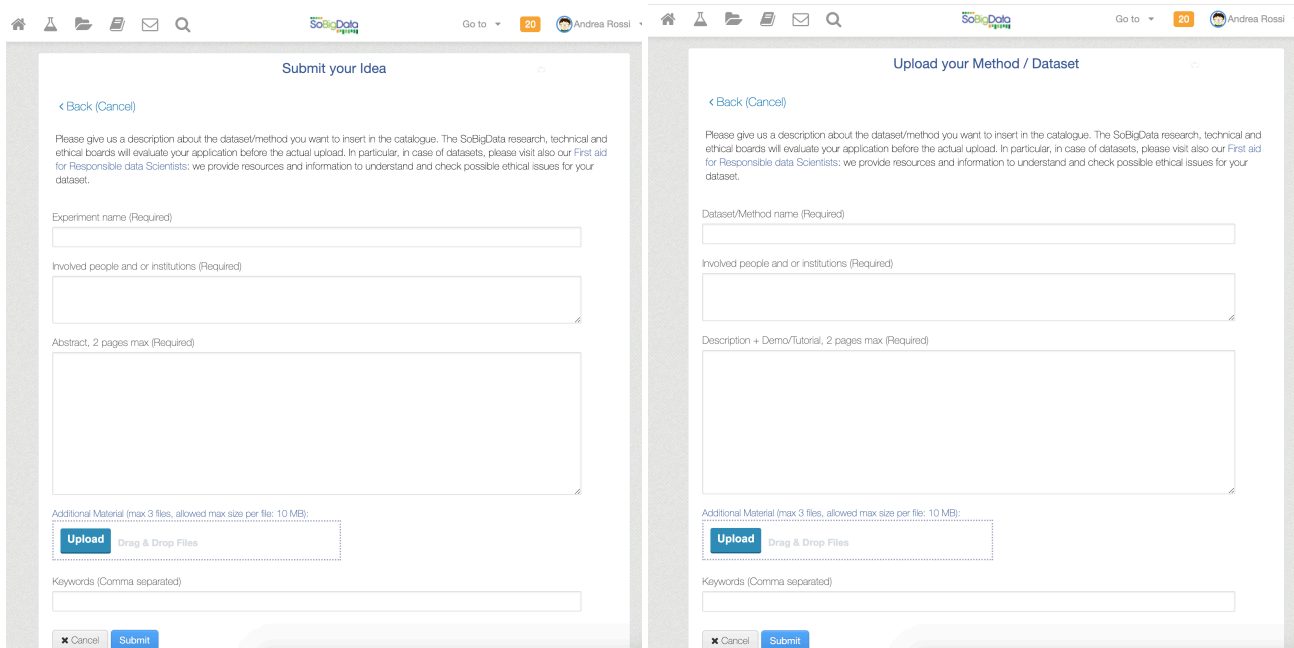 SoBigData
Go to
20
Andrea Rossi
Submit your Idea
< Back (Cancel)
Please give us a description about the dataset/method you want to insert in the catalogue. The SoBigData research, technical and
ethical boards will evaluate your application before the actual upload. In particular, in case of datasets, please visit also our First aid
for Responsible data Scientists: we provide resources and information to understand and check possible ethical issues for your
dataset.
Experiment name (Required)
Involved people and or institutions (Required)
Abstract, 2 pages max (Required)
Additional Material (max 3 files, allowed max size per file: 10 MB):
Upload
Drag & Drop Files
Keywords (Comma separated)
✖ Cancel
Submit
SoBigData
Go to
20
Andrea Rossi
Upload your Method / Dataset
< Back (Cancel)
Please give us a description about the dataset/method you want to insert in the catalogue. The SoBigData research, technical and
ethical boards will evaluate your application before the actual upload. In particular, in case of datasets, please visit also our First aid
for Responsible data Scientists: we provide resources and information to understand and check possible ethical issues for your
dataset.
Dataset/Method name (Required)
Involved people and or institutions (Required)
Description + Demo/Tutorial, 2 pages max (Required)
Additional Material (max 3 files, allowed max size per file: 10 MB):
Upload
Drag & Drop Files
Keywords (Comma separated)
✖ Cancel
Submit